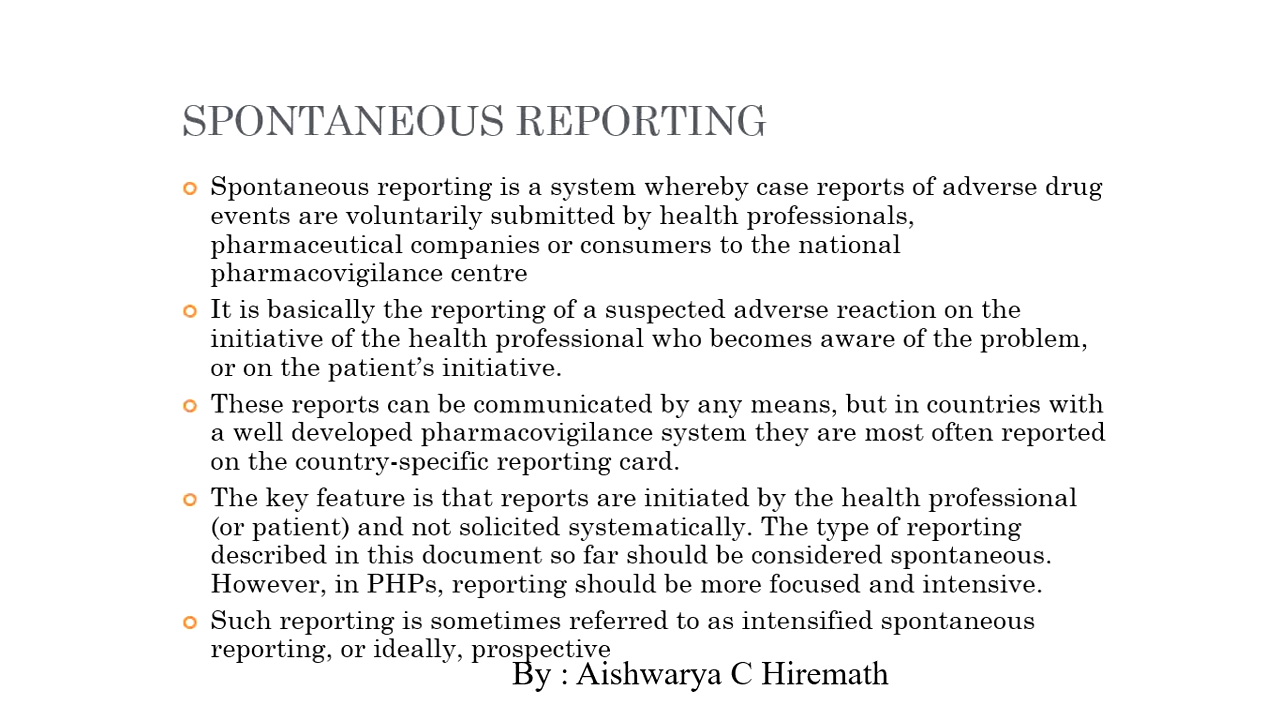 SPONTANEOUS REPORTING
Spontaneous reporting is a system whereby case reports of adverse drug
events are voluntarily submitted by health professionals,
pharmaceutical companies or consumers to the national
pharmacovigilance centre
It is basically the reporting of a suspected adverse reaction on the
initiative of the health professional who becomes aware of the problem,
or on the patient’s initiative.
These reports can be communicated by any means, but in countries with
a well developed pharmacovigilance system they are most often reported
on the country-specific reporting card.
The key feature is that reports are initiated by the health professional
(or patient) and not solicited systematically. The type of reporting
described in this document so far should be considered spontaneous.
However, in PHPs, reporting should be more focused and intensive.
Such reporting is sometimes referred to as intensified spontaneous
reporting, or ideally, prospective
By : Aishwarya C Hiremath